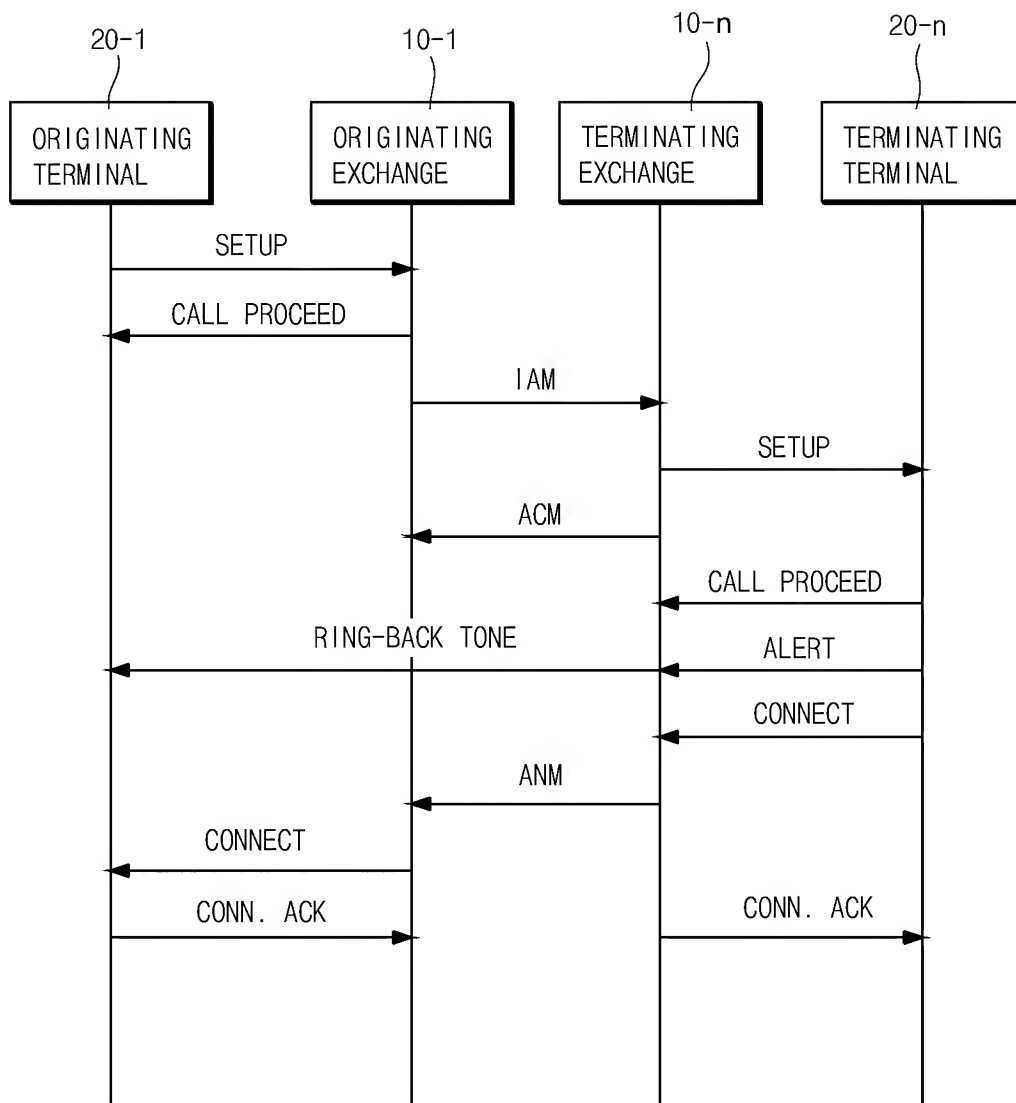 20-1
10-1
10-n
20-n
ORIGINATING
TERMINAL
ORIGINATING
EXCHANGE
TERMINATING
EXCHANGE
TERMINATING
TERMINAL
SETUP
CALL PROCEED
IAM
SETUP
ACM
CALL PROCEED
RING-BACK TONE
ALERT
CONNECT
ANM
CONNECT
CONN. ACK
CONN. ACK